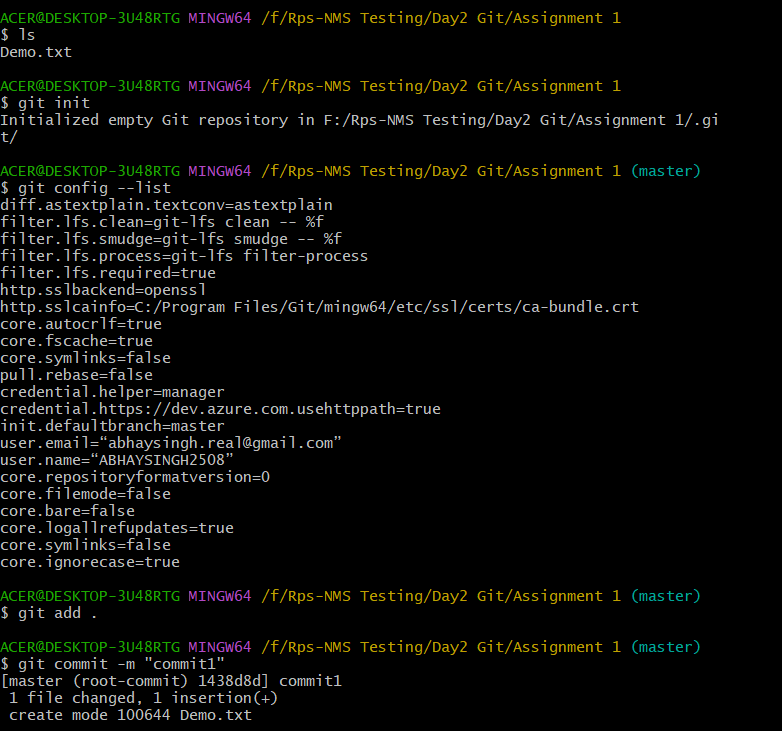 ACER@DESKTOP-3U48RTG MINGW64 /f/Rps-NMS Testing/Day2 Git/Assignment 1
$ ls
Demo.txt
ACER@DESKTOP-3U48RTG MINGW64 /f/Rps-NMS Testing/Day2 Git/Assignment 1
$ git init
Initialized empty Git repository in F:/Rps-NMS Testing/Day2 Git/Assignment 1/.gi
t/
ACER@DESKTOP-3U48RTG MINGW64 /f/Rps-NMS Testing/Day2 Git/Assignment 1 (master)
$ git config --list
diff.astextplain.textconv=astextplain
filter.lfs.clean=git-lfs clean -- %f
filter.lfs.smudge=git-lfs smudge -- %f
filter.lfs.process=git-lfs filter-process
filter.lfs.required=true
http.sslbackend=openssl
http.sslcainfo=C:/Program Files/Git/mingw64/etc/ssl/certs/ca-bundle.crt
core.autocrlf=true
core.fscache=true
core.symlinks=false
pull.rebase=false
credential.helper=manager
credential.https://dev.azure.com.usehttppath=true
init.defaultbranch=master
user.email=“abhaysingh.real@gmail.com”
user.name=“ABHAYSINGH2508”
core.repositoryformatversion=0
core.filemode=false
core.bare=false
core.logallrefupdates=true
core.symlinks=false
core.ignorecase=true
ACER@DESKTOP-3U48RTG MINGW64 /f/Rps-NMS Testing/Day2 Git/Assignment 1 (master)
$ git add .
ACER@DESKTOP-3U48RTG MINGW64 /f/Rps-NMS Testing/Day2 Git/Assignment 1 (master)
$ git commit -m "commit1"
[master (root-commit) 1438d8d] commit1
 1 file changed, 1 insertion(+)
 create mode 100644 Demo.txt